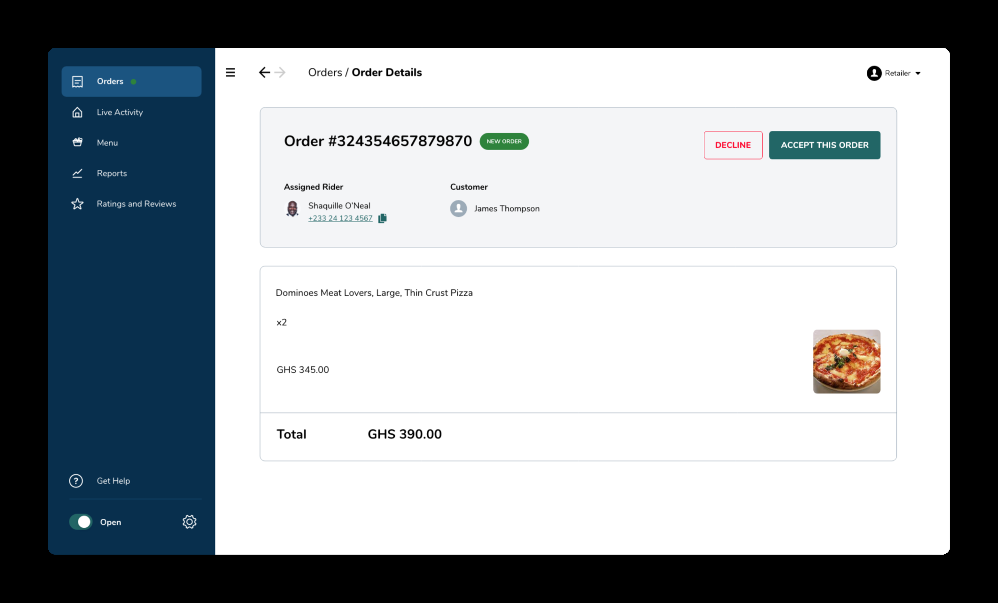 Orders
Live Activity
Menu
Reports
Ratings and Reviews
Get Help
Open
Orders / Order Details
Retailer
Order #324354657879870 NEW ORDER
DECLINE
ACCEPT THIS ORDER
Assigned Rider
Shaquille O'Neal
+233 24 123 4567
Customer
James Thompson
Dominoes Meat Lovers, Large, Thin Crust Pizza
x2
GHS 345.00
Total GHS 390.00